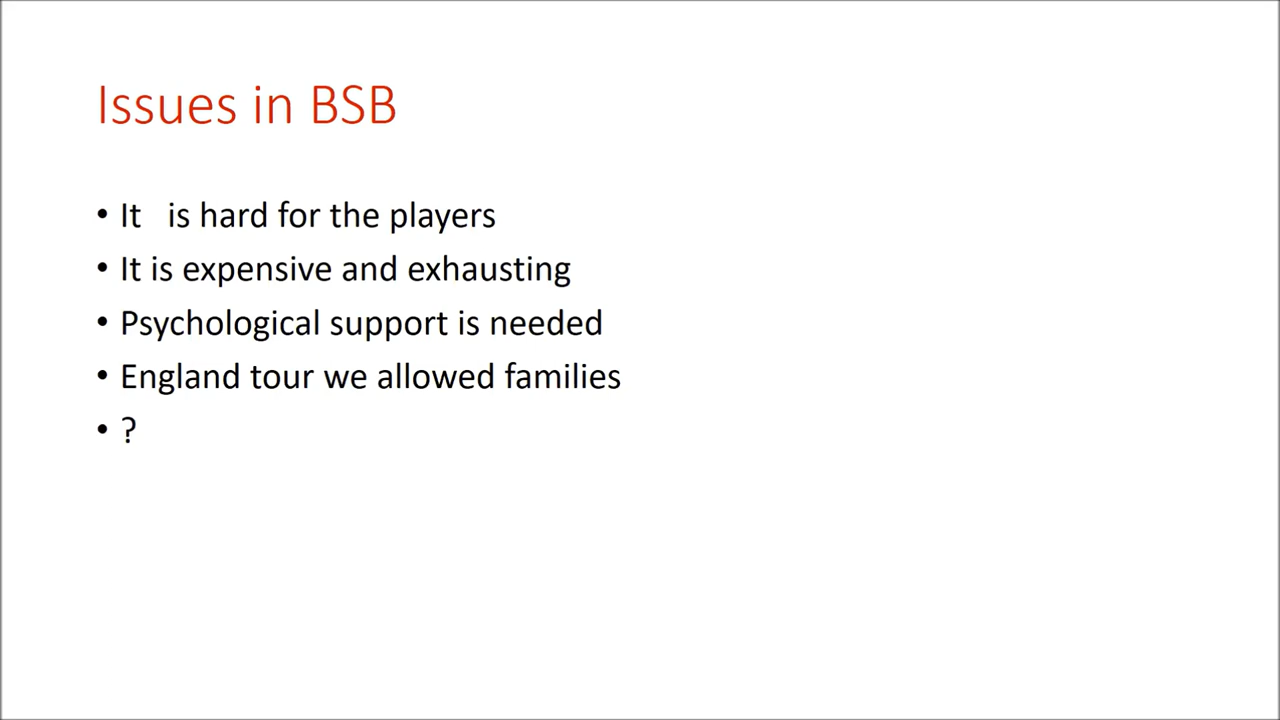 Issues in BSB
• It   is hard for the players
• It is expensive and exhausting
• Psychological support is needed
• England tour we allowed families
• ?